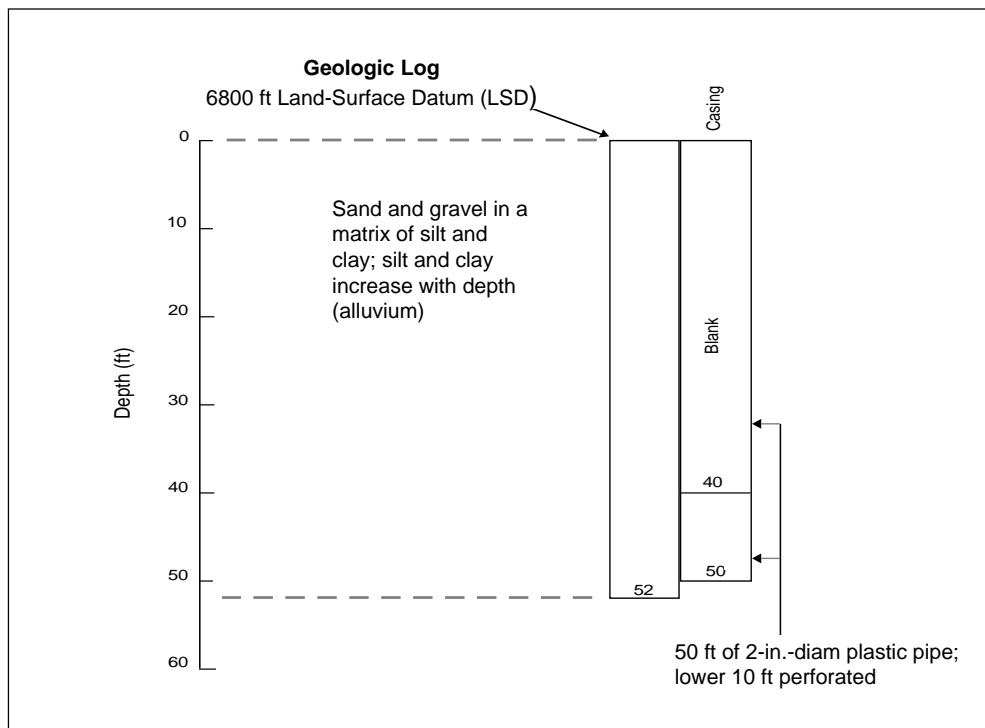 Geologic Log
6800 ft Land-Surface Datum (LSD)
Casing
0
10
20
30
40
50
60
Depth (ft)
Sand and gravel in a
matrix of silt and
clay; silt and clay
increase with depth
(alluvium)
Blank
40
50
52
50 ft of 2-in.-diam plastic pipe;
lower 10 ft perforated